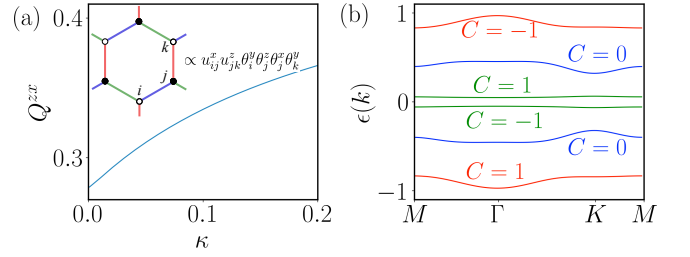 (a)
0.4
0.3
Q^{zx}
k
j
i
∝ u^x_{ij} u^z_{jk} θ^y_i θ^z_j θ^x_j θ^y_k
0.0
0.1
0.2
κ
(b)
1
0
−1
ϵ(k)
C = −1
C = 0
C = 1
C = −1
C = 0
C = 1
M
Γ
K
M